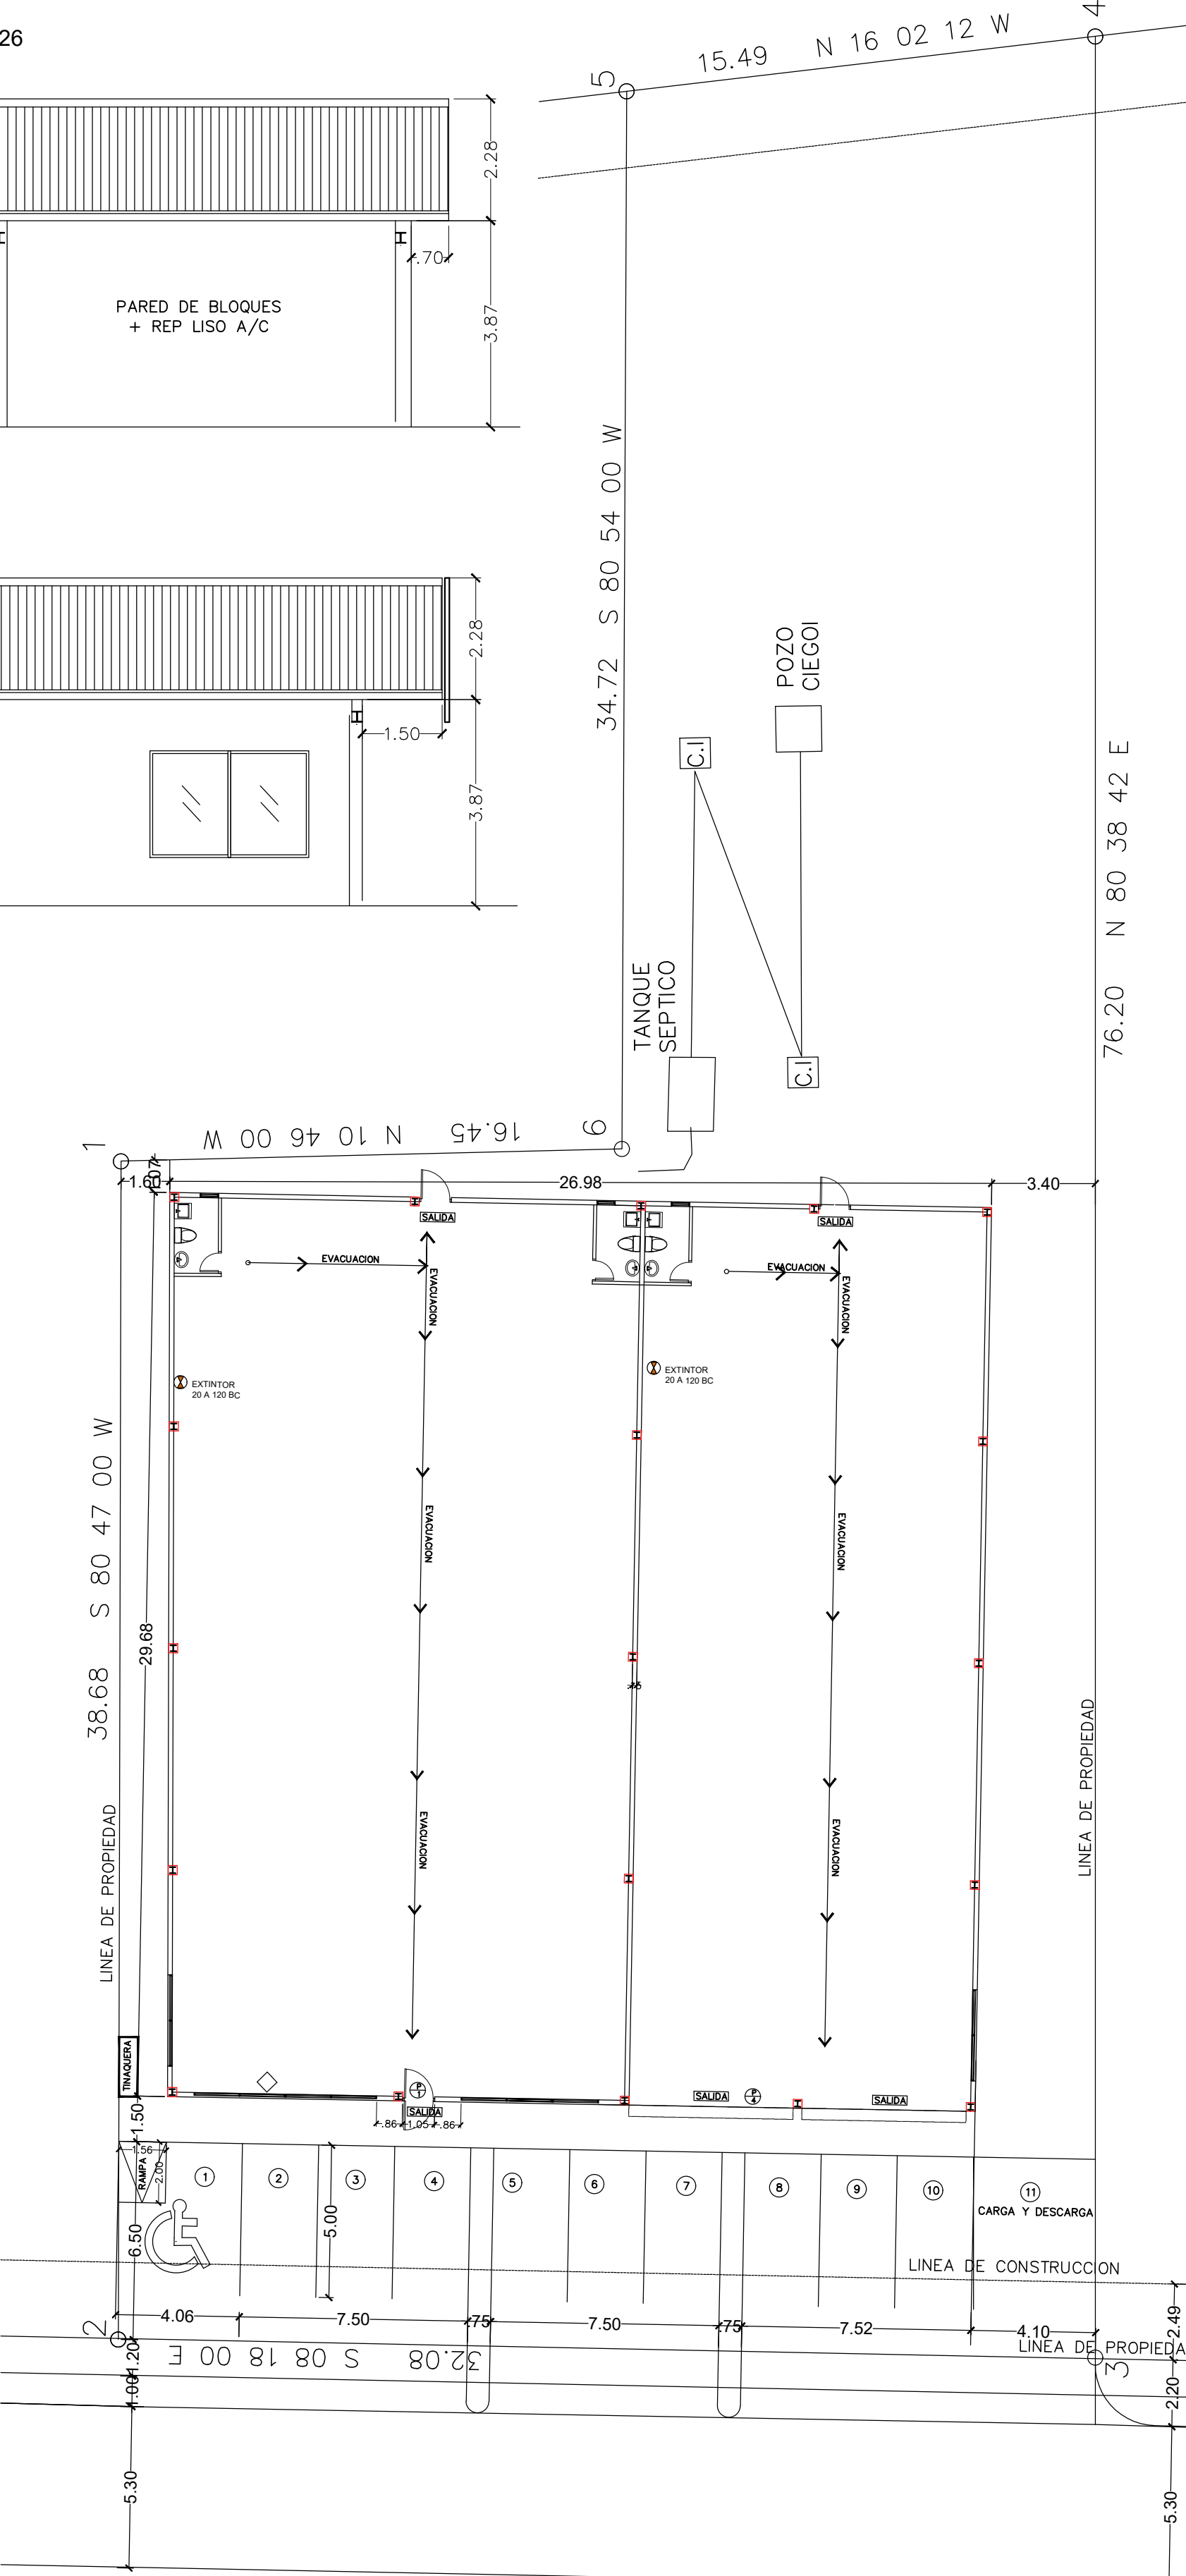 26
15.49 N 16 02 12 W
4
5
2.28
.70
PARED DE BLOQUES
+ REP LISO A/C
3.87
34.72 S 80 54 00 W
2.28
1.50
3.87
POZO
CIEGOI
C.I
76.20 N 80 38 42 E
TANQUE
SEPTICO
C.I
1
16.45 N 10 46 00 W
6
1.60
26.98
3.40
SALIDA
SALIDA
EVACUACION
EVACUACION
EVACUACION
EVACUACION
EXTINTOR
20 A 120 BC
EXTINTOR
20 A 120 BC
38.68 S 80 47 00 W
29.68
EVACUACION
EVACUACION
LINEA DE PROPIEDAD
LINEA DE PROPIEDAD
EVACUACION
EVACUACION
TINAQUERA
P
1
SALIDA
SALIDA
P
4
SALIDA
1.50
.86
1.05
.86
1.56
RAMPA
2.00
1
2
3
4
5
6
7
8
9
10
11
CARGA Y DESCARGA
5.00
6.50
LINEA DE CONSTRUCCION
4.06
7.50
.75
7.50
.75
7.52
4.10
2.49
2
32.08 S 08 18 00 E
LINEA DE PROPIEDA
3
1.20
1.00
2.20
5.30
5.30